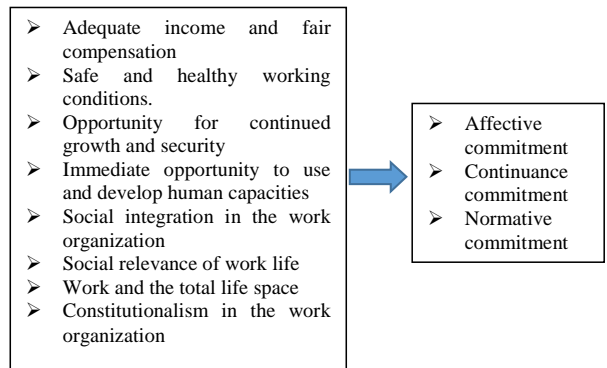 ➢ Adequate income and fair
compensation
➢ Safe and healthy working
conditions.
➢ Opportunity for continued
growth and security
➢ Immediate opportunity to use
and develop human capacities
➢ Social integration in the work
organization
➢ Social relevance of work life
➢ Work and the total life space
➢ Constitutionalism in the work
organization
➢ Affective
commitment
➢ Continuance
commitment
➢ Normative
commitment